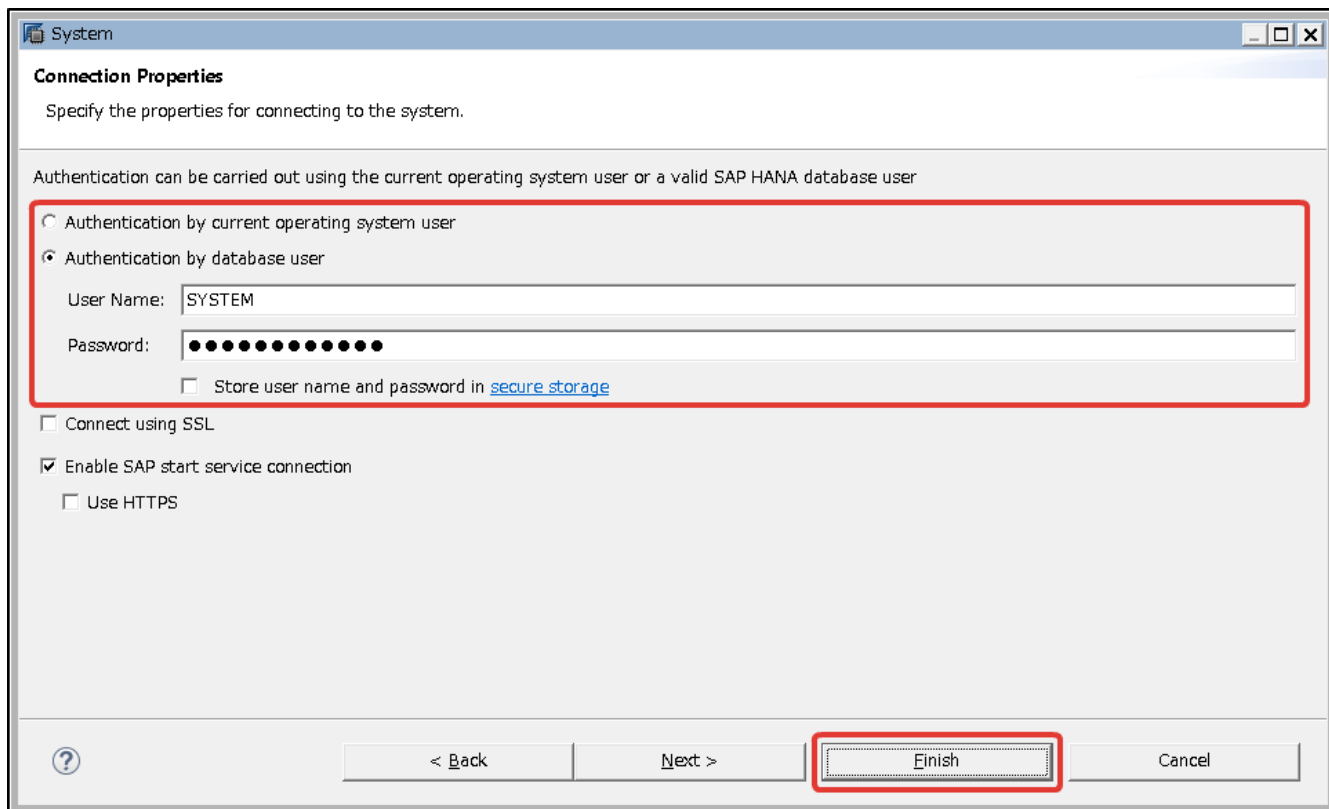 System
Connection Properties
Specify the properties for connecting to the system.
Authentication can be carried out using the current operating system user or a valid SAP HANA database user
Authentication by current operating system user
Authentication by database user
User Name: SYSTEM
Password: ●●●●●●●●●●●●
Store user name and password in secure storage
Connect using SSL
Enable SAP start service connection
Use HTTPS
? < Back Next > Finish Cancel